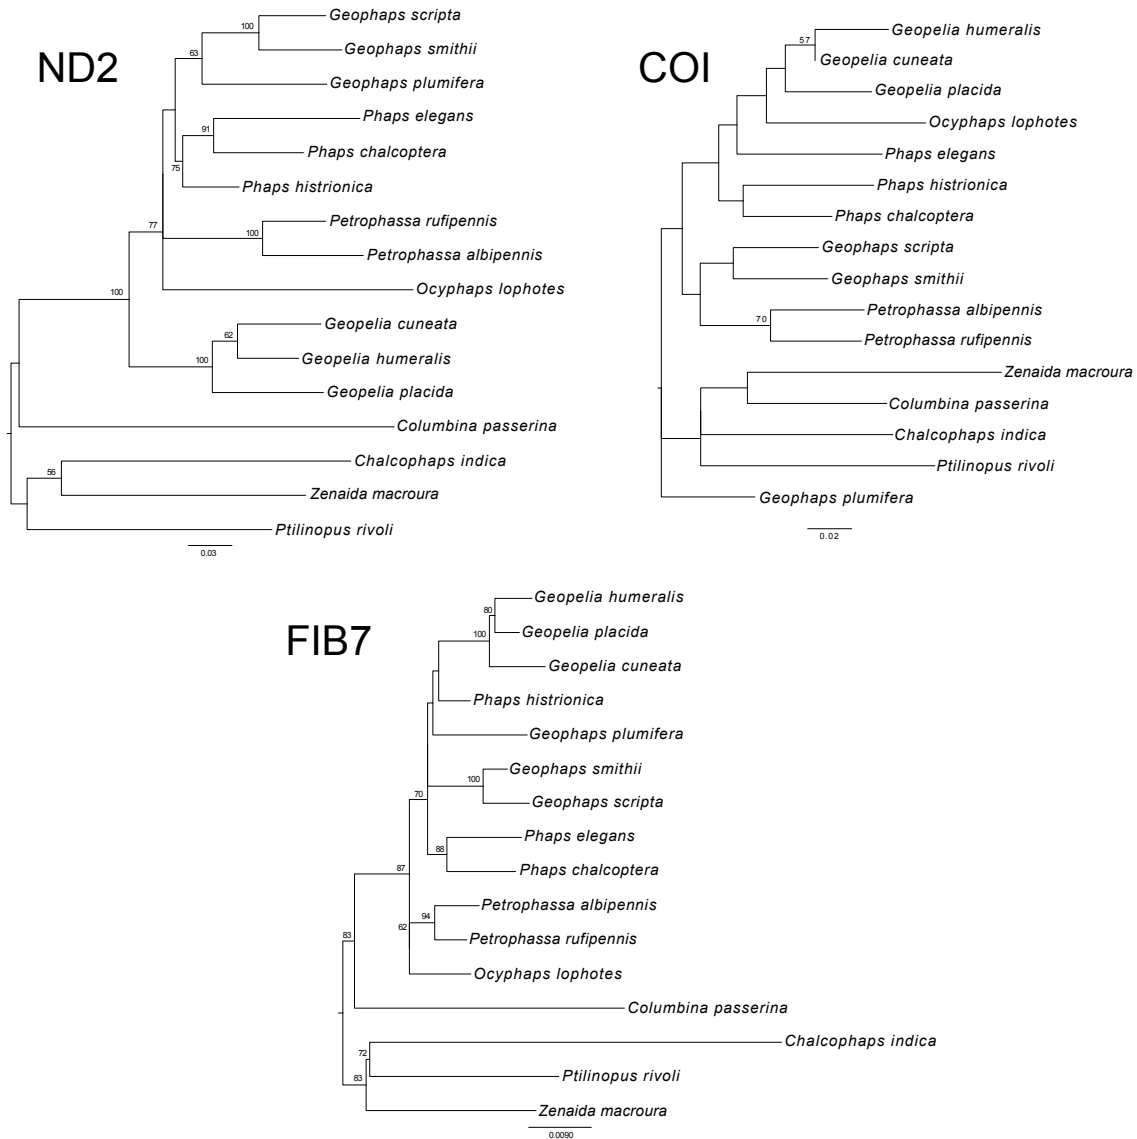 ND2
100
Geophaps scripta
Geophaps smithii
63
Geophaps plumifera
91
Phaps elegans
Phaps chalcoptera
75
Phaps histrionica
77
100
Petrophassa rufipennis
Petrophassa albipennis
Ocyphaps lophotes
100
62
Geopelia cuneata
Geopelia humeralis
100
Geopelia placida
Columbina passerina
56
Chalcophaps indica
Zenaida macroura
Ptilinopus rivoli
0.03
COI
57
Geopelia humeralis
Geopelia cuneata
Geopelia placida
Ocyphaps lophotes
Phaps elegans
Phaps histrionica
Phaps chalcoptera
Geophaps scripta
Geophaps smithii
70
Petrophassa albipennis
Petrophassa rufipennis
Zenaida macroura
Columbina passerina
Chalcophaps indica
Ptilinopus rivoli
Geophaps plumifera
0.02
FIB7
80
Geopelia humeralis
100
Geopelia placida
Geopelia cuneata
Phaps histrionica
Geophaps plumifera
100
Geophaps smithii
Geophaps scripta
70
88
Phaps elegans
Phaps chalcoptera
87
94
Petrophassa albipennis
62
Petrophassa rufipennis
Ocyphaps lophotes
83
Columbina passerina
72
Chalcophaps indica
83
Ptilinopus rivoli
Zenaida macroura
0.0090